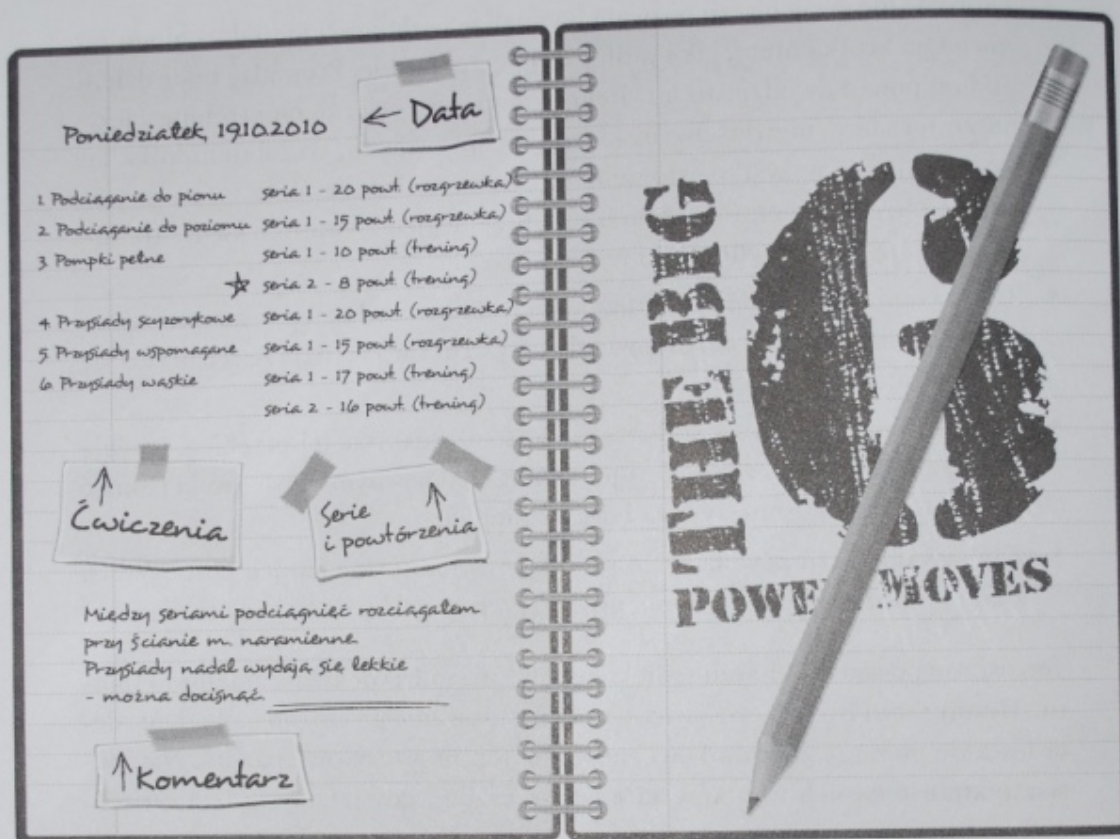 Poniedziałek, 19.10.2010
← Data
1. Podciąganie do pionu seria 1 - 20 powt. (rozgrzewka)
2. Podciąganie do poziomu seria 1 - 15 powt. (rozgrzewka)
3. Pompki pełne seria 1 - 10 powt. (trening)
seria 2 - 8 powt. (trening)
4. Przysiady scyzorykowe seria 1 - 20 powt. (rozgrzewka)
5. Przysiady wspomagane seria 1 - 15 powt. (rozgrzewka)
6. Przysiady wąskie seria 1 - 17 powt. (trening)
seria 2 - 16 powt. (trening)
Ćwiczenia
Serie
i powtórzenia
Między seriami podciągnięć rozciągałem
przy ścianie m. naramienne.
Przysiady nadal wydają się lekkie
- można docisnąć.
Komentarz
THE BIG
6
POWER MOVES